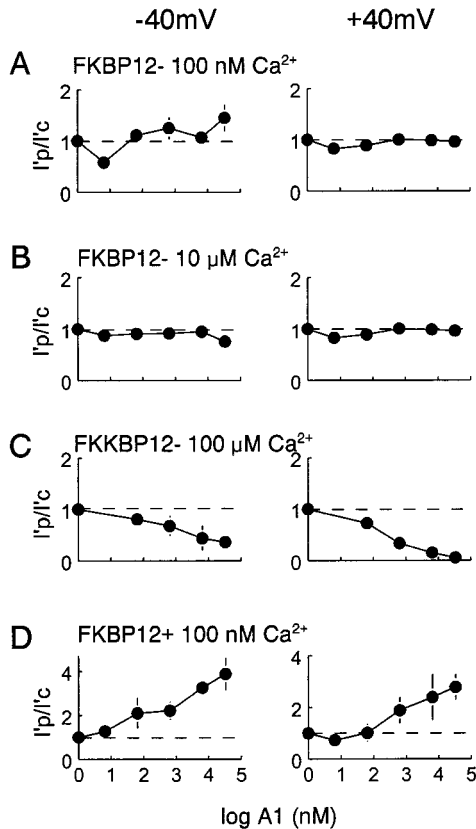 -40mV +40mV
A FKBP12- 100 nM Ca²⁺
2 2
I'p/I'c 1 1
0 0
B FKBP12- 10 µM Ca²⁺
2 2
I'p/I'c 1 1
0 0
C FKKBP12- 100 µM Ca²⁺
2 2
I'p/I'c 1 1
0 0
D FKBP12+ 100 nM Ca²⁺
4 4
I'p/I'c 2 2
0 0
0 1 2 3 4 5 0 1 2 3 4 5
log A1 (nM)